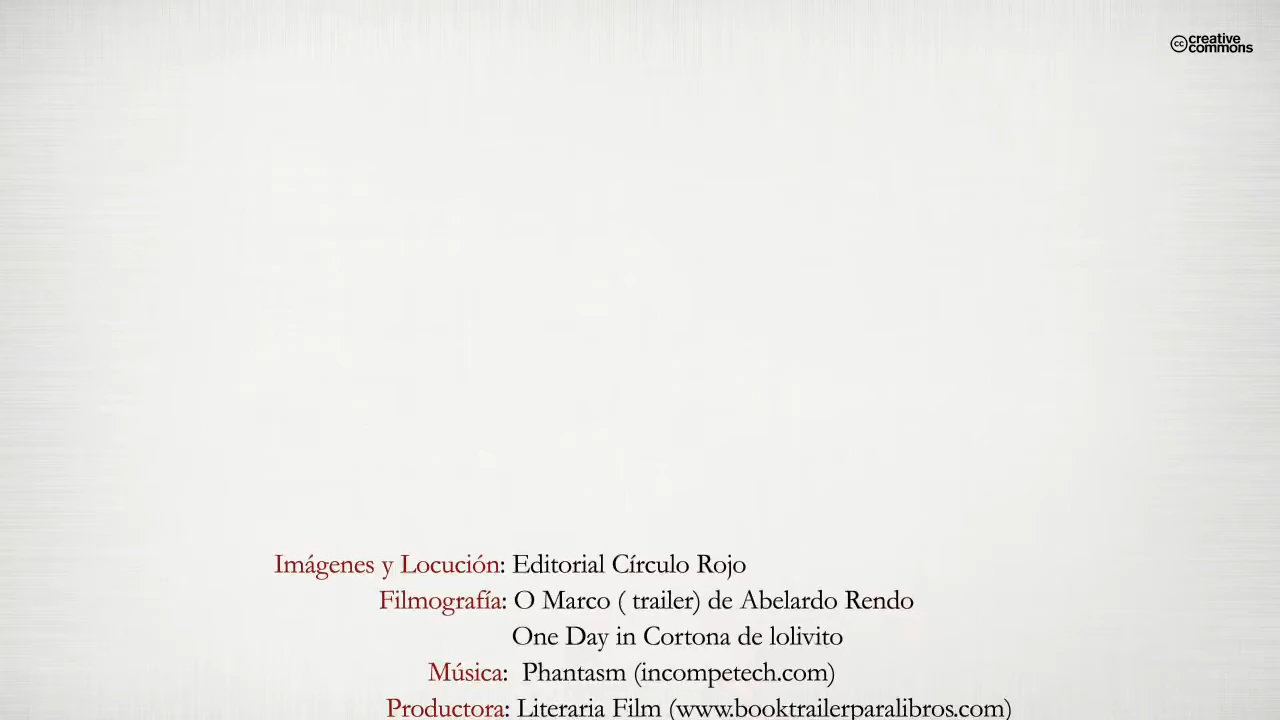 cc creative
commons
Imágenes y Locución: Editorial Círculo Rojo
Filmografía: O Marco ( trailer) de Abelardo Rendo
One Day in Cortona de lolivito
Música: Phantasm (incompetech.com)
Productora: Literaria Film (www.booktrailerparalibros.com)